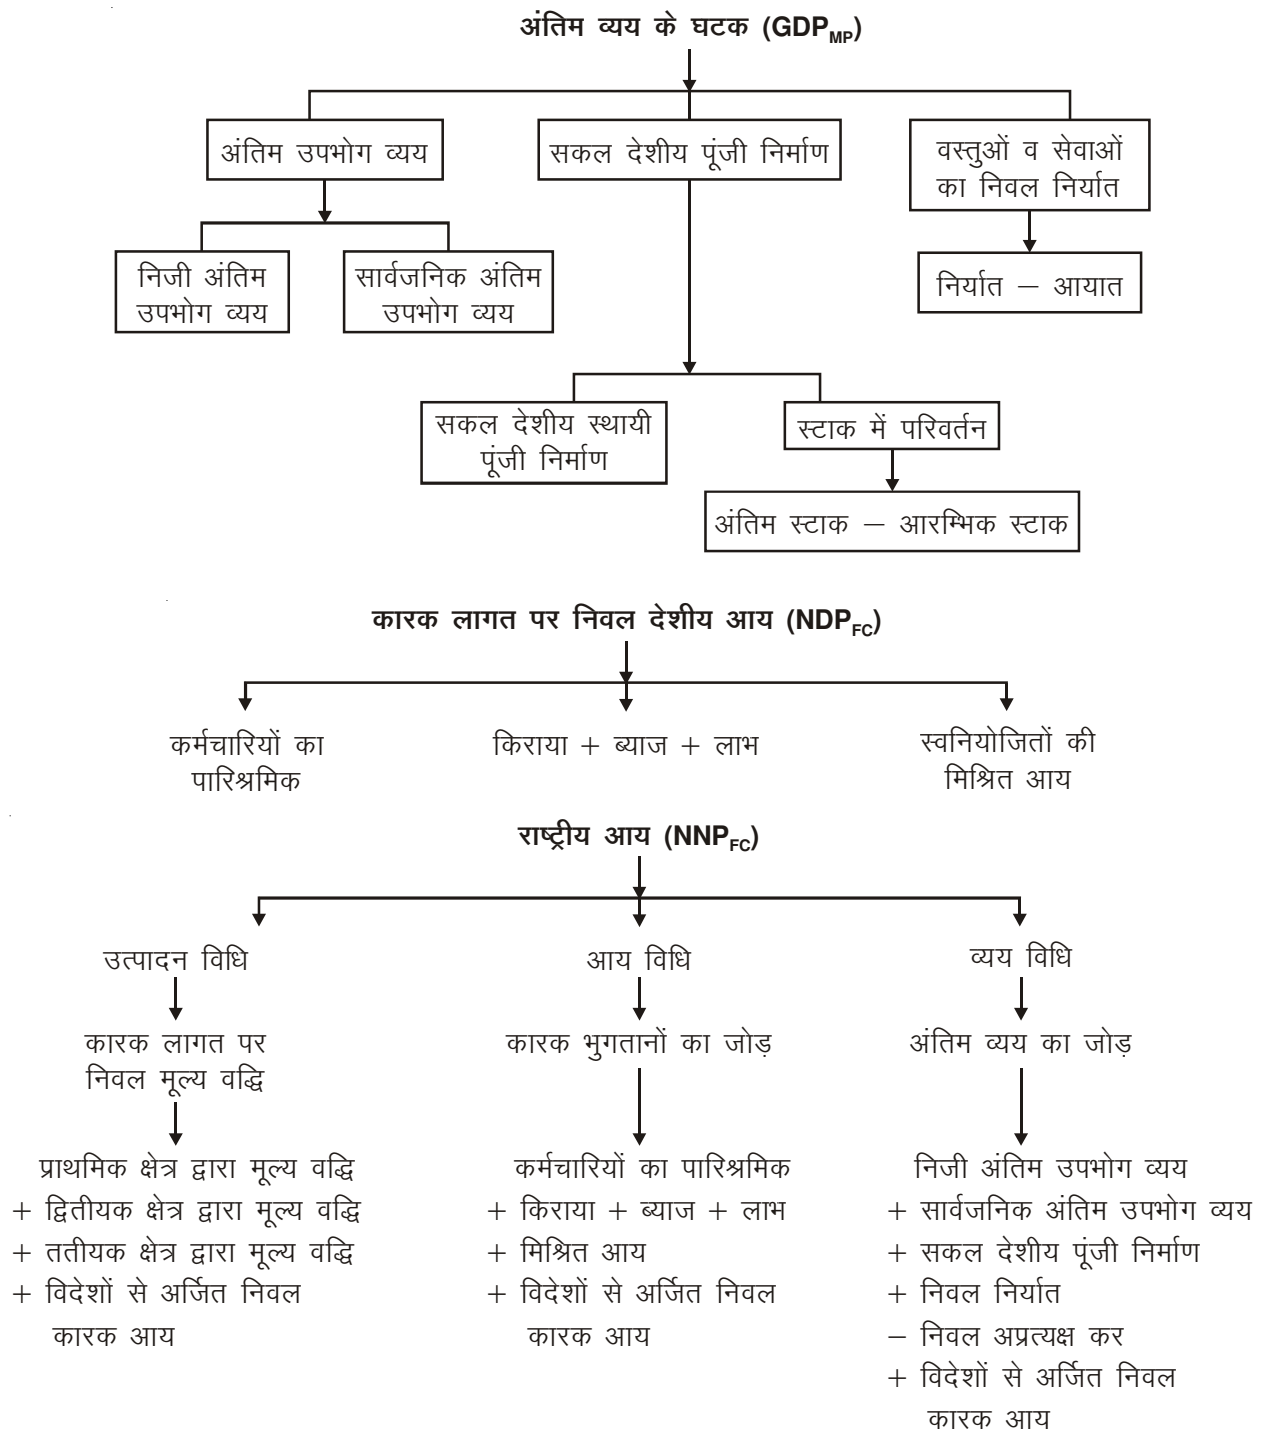 अंतिम व्यय के घटक (GDP_MP)
अंतिम उपभोग व्यय
सकल देशीय पूंजी निर्माण
वस्तुओं व सेवाओं
का निवल निर्यात
निजी अंतिम
उपभोग व्यय
सार्वजनिक अंतिम
उपभोग व्यय
निर्यात – आयात
सकल देशीय स्थायी
पूंजी निर्माण
स्टाक में परिवर्तन
अंतिम स्टाक – आरम्भिक स्टाक
कारक लागत पर निवल देशीय आय (NDP_FC)
कर्मचारियों का
पारिश्रमिक
किराया + ब्याज + लाभ
स्वनियोजितों की
मिश्रित आय
राष्ट्रीय आय (NNP_FC)
उत्पादन विधि
कारक लागत पर
निवल मूल्य वद्धि
प्राथमिक क्षेत्र द्वारा मूल्य वद्धि
+ द्वितीयक क्षेत्र द्वारा मूल्य वद्धि
+ ततीयक क्षेत्र द्वारा मूल्य वद्धि
+ विदेशों से अर्जित निवल
कारक आय
आय विधि
कारक भुगतानों का जोड़
कर्मचारियों का पारिश्रमिक
+ किराया + ब्याज + लाभ
+ मिश्रित आय
+ विदेशों से अर्जित निवल
कारक आय
व्यय विधि
अंतिम व्यय का जोड़
निजी अंतिम उपभोग व्यय
+ सार्वजनिक अंतिम उपभोग व्यय
+ सकल देशीय पूंजी निर्माण
+ निवल निर्यात
– निवल अप्रत्यक्ष कर
+ विदेशों से अर्जित निवल
कारक आय